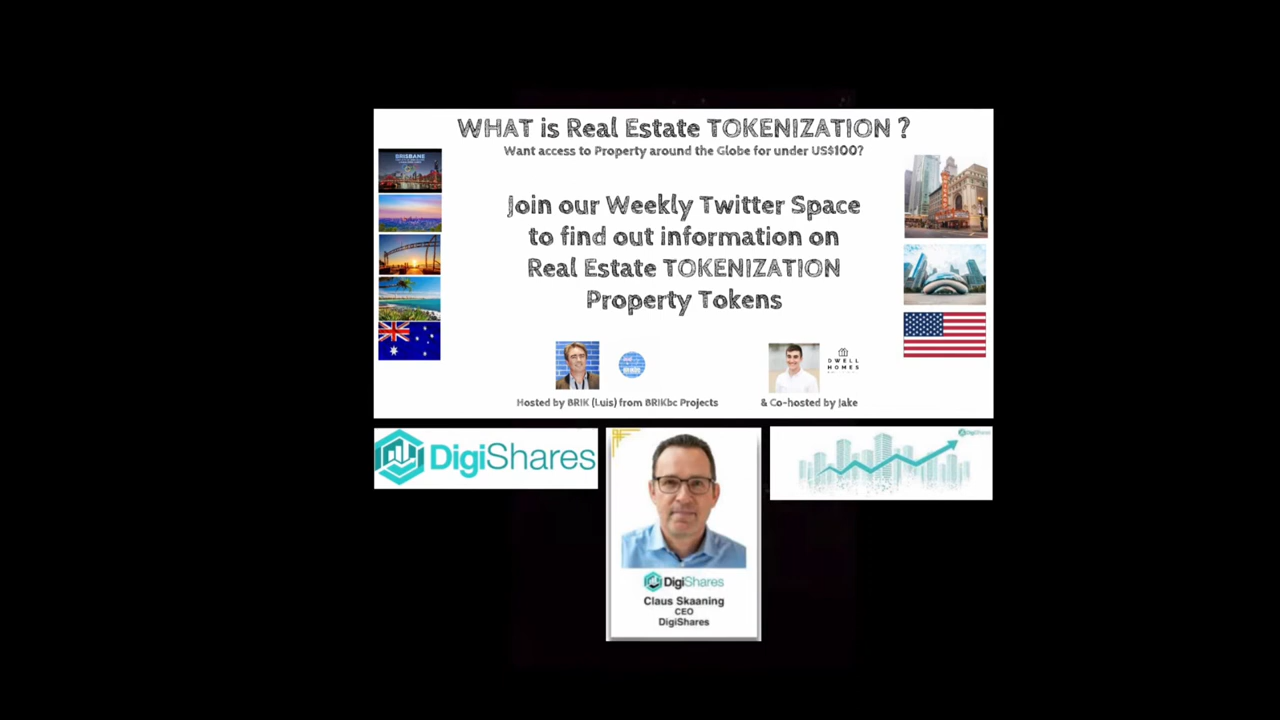 WHAT is Real Estate TOKENIZATION ?
Want access to Property around the Globe for under US$100?
BRISBANE
Join our Weekly Twitter Space
to find out information on
Real Estate TOKENIZATION
Property Tokens
DWELL
HOMES
Hosted by BRIK (Luis) from BRIKbc Projects
& Co-hosted by Jake
DigiShares
DigiShares
DigiShares
Claus Skaaning
CEO
DigiShares